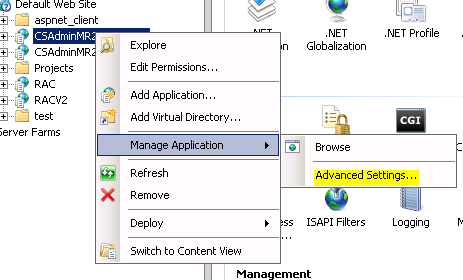 Default Web Site
aspnet_client
CSAdminMR2
CSAdminMR2
Projects
RAC
RACV2
test
Server Farms
Explore
Edit Permissions...
Add Application...
Add Virtual Directory...
Manage Application
Refresh
Remove
Deploy
Switch to Content View
Browse
Advanced Settings...
.NET
.NET
Globalization
.NET Profile
CGI
ISAPI Filters
Logging
Management